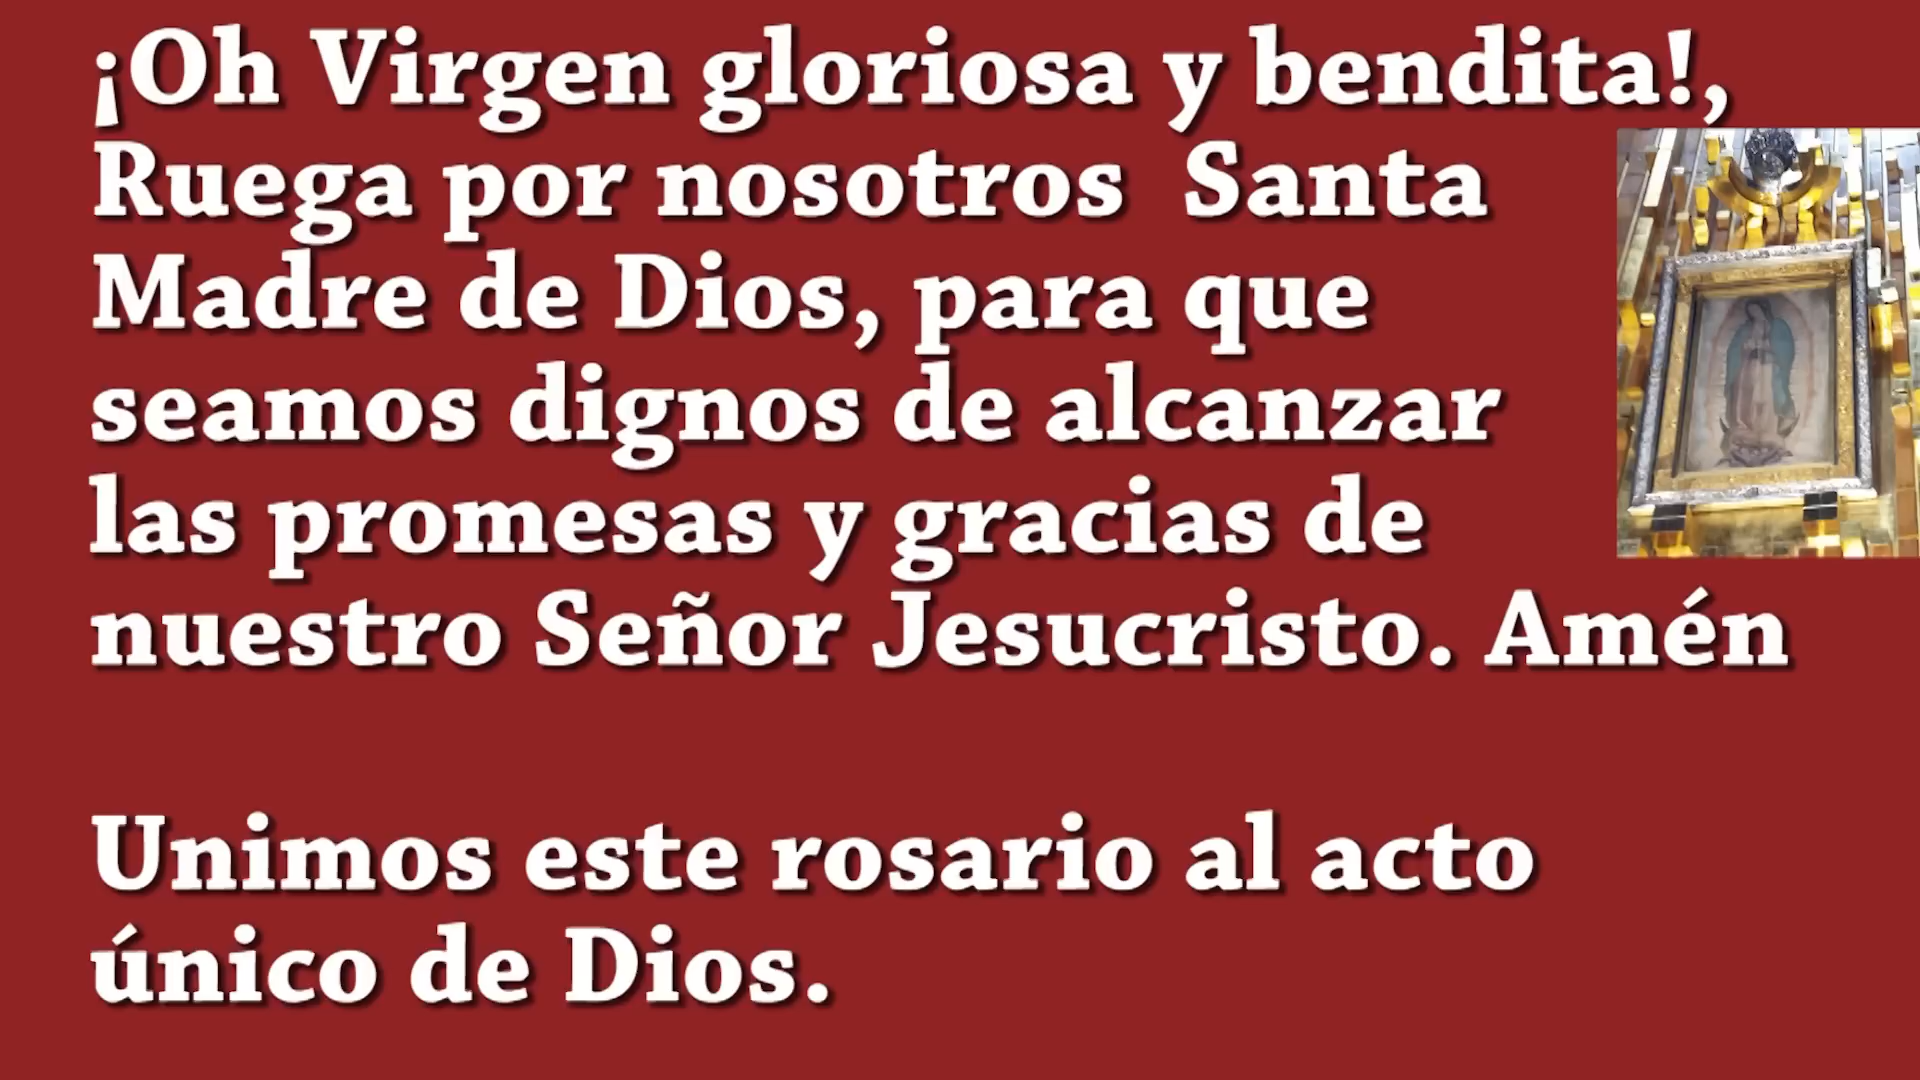 ¡Oh Virgen gloriosa y bendita!,
Ruega por nosotros  Santa
Madre de Dios, para que
seamos dignos de alcanzar
las promesas y gracias de
nuestro Señor Jesucristo. Amén
Unimos este rosario al acto
único de Dios.